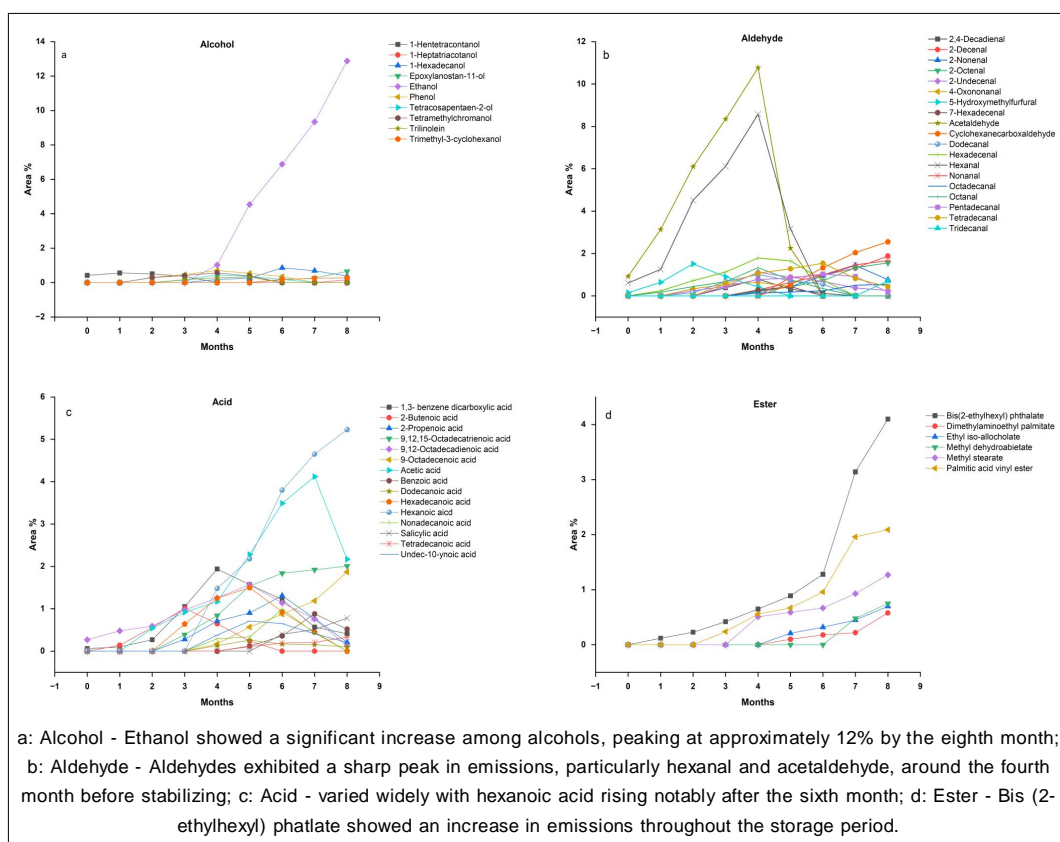 Alcohol
a
14
12
10
8
6
4
2
0
−2
Area %
0 1 2 3 4 5 6 7 8
Months
1-Hentetracontanol
1-Heptatriacotanol
1-Hexadecanol
Epoxylanostan-11-ol
Ethanol
Phenol
Tetracosapentaen-2-ol
Tetramethylchromanol
Trilinolein
Trimethyl-3-cyclohexanol
Aldehyde
b
12
10
8
6
4
2
0
Area %
−1 0 1 2 3 4 5 6 7 8 9
Months
2,4-Decadienal
2-Decenal
2-Nonenal
2-Octenal
2-Undecenal
4-Oxononanal
5-Hydroxymethylfurfural
7-Hexadecenal
Acetaldehyde
Cyclohexanecarboxaldehyde
Dodecanal
Hexadecenal
Hexanal
Nonanal
Octadecanal
Octanal
Pentadecanal
Tetradecanal
Tridecanal
Acid
c
6
5
4
3
2
1
0
Area %
−1 0 1 2 3 4 5 6 7 8 9
Months
1,3- benzene dicarboxylic acid
2-Butenoic acid
2-Propenoic acid
9,12,15-Octadecatrienoic acid
9,12-Octadecadienoic acid
9-Octadecenoic acid
Acetic acid
Benzoic acid
Dodecanoic acid
Hexadecanoic acid
Hexanoic aicd
Nonadecanoic acid
Salicylic acid
Tetradecanoic acid
Undec-10-ynoic acid
Ester
d
4
3
2
1
0
Area %
−1 0 1 2 3 4 5 6 7 8 9
Months
Bis(2-ethylhexyl) phthalate
Dimethylaminoethyl palmitate
Ethyl iso-allocholate
Methyl dehydroabietate
Methyl stearate
Palmitic acid vinyl ester
a: Alcohol - Ethanol showed a significant increase among alcohols, peaking at approximately 12% by the eighth month;
b: Aldehyde - Aldehydes exhibited a sharp peak in emissions, particularly hexanal and acetaldehyde, around the fourth
month before stabilizing; c: Acid - varied widely with hexanoic acid rising notably after the sixth month; d: Ester - Bis (2-
ethylhexyl) phatlate showed an increase in emissions throughout the storage period.